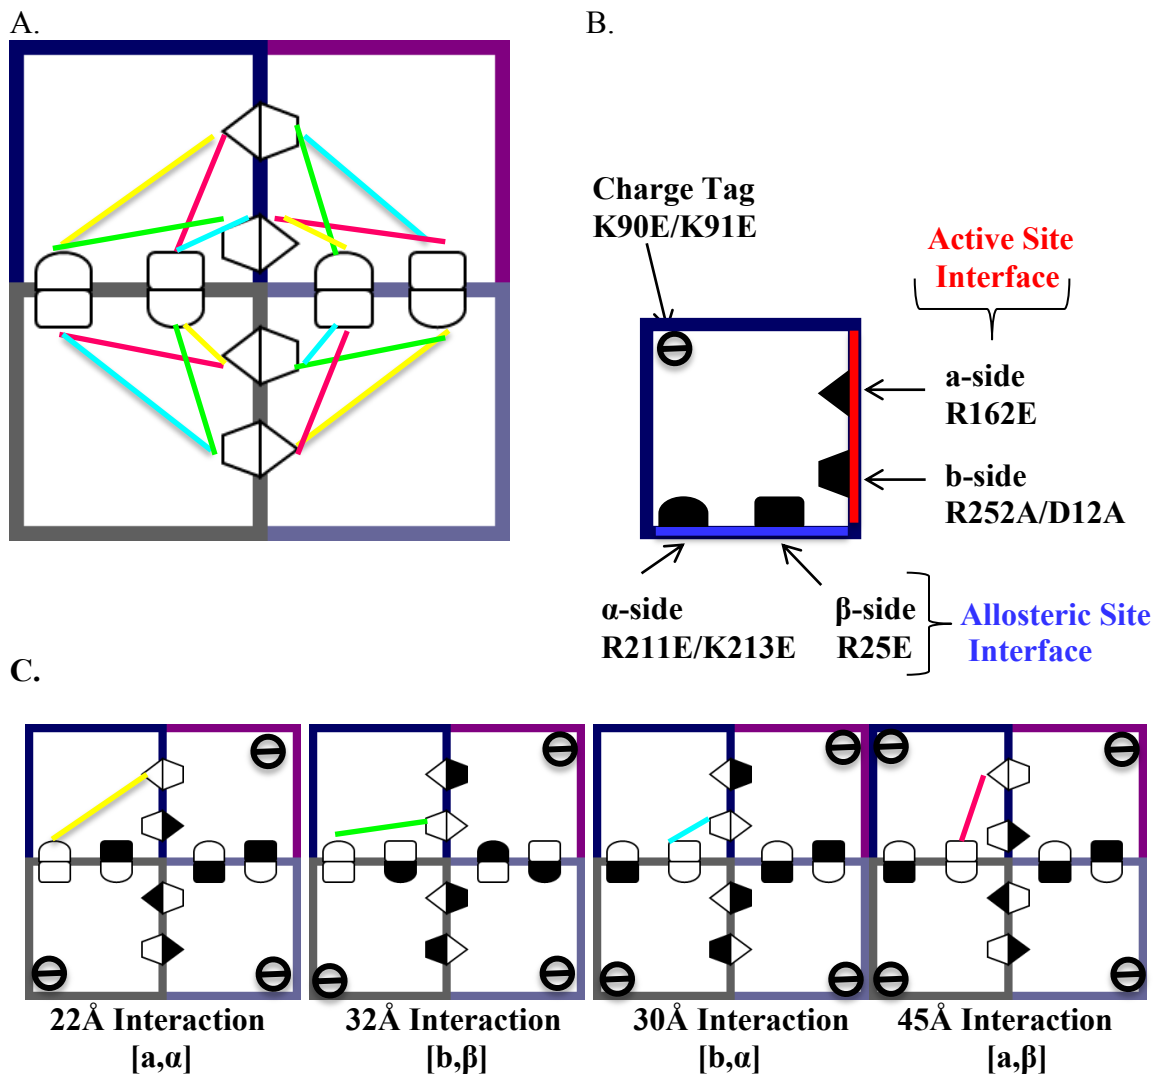 A.
B.
Charge Tag
K90E/K91E
Active Site
Interface
a-side
R162E
b-side
R252A/D12A
α-side
R211E/K213E
β-side
R25E
Allosteric Site
Interface
C.
22Å Interaction
[a,α]
32Å Interaction
[b,β]
30Å Interaction
[b,α]
45Å Interaction
[a,β]